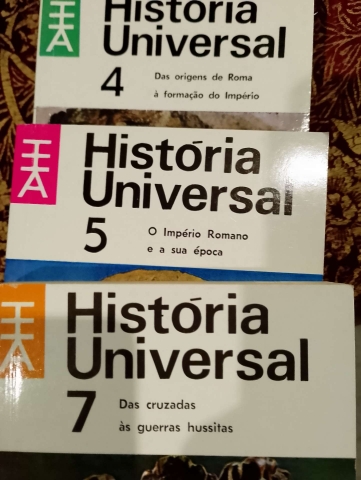 História
Universal
4
Das origens de Roma
à formação do Império
História
Universal
5
O Império Romano
e a sua época
História
Universal
7
Das cruzadas
às guerras hussitas